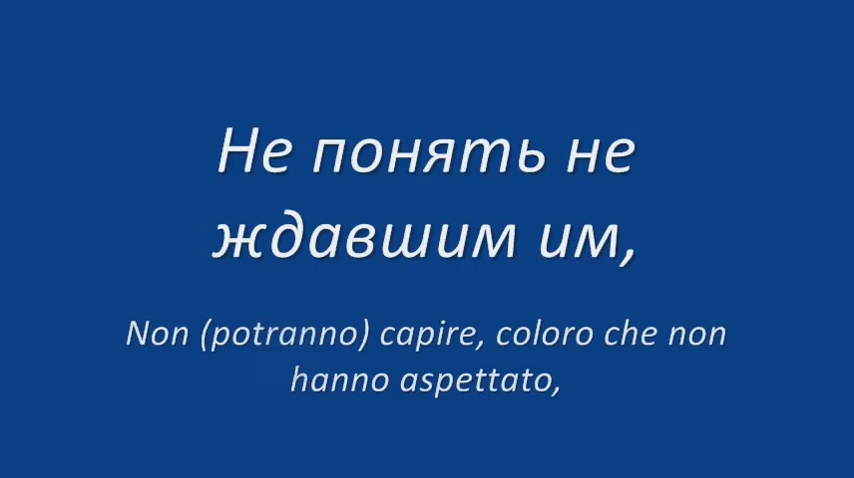 Не понять не
ждавшим им,
Non (potranno) capire, coloro che non
hanno aspettato,